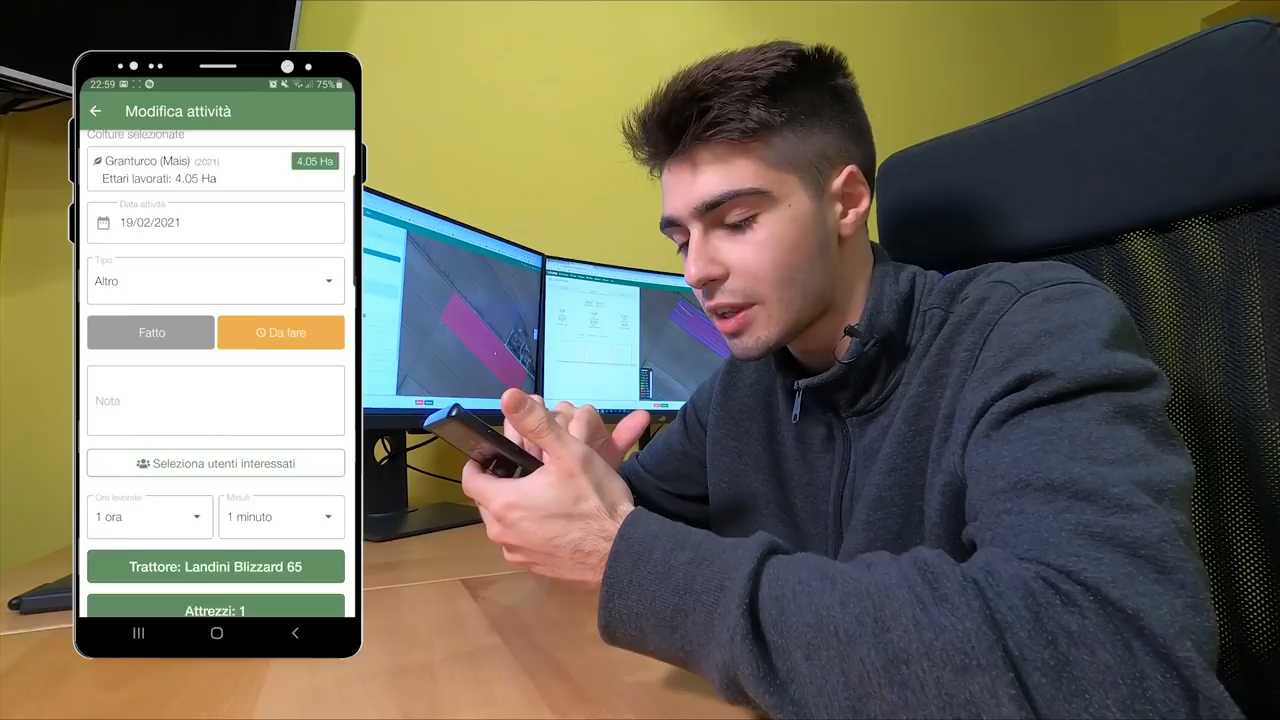 22:59
75%
Modifica attività
Colture selezionate
Granturco (Mais) (2021)
4.05 Ha
Ettari lavorati: 4.05 Ha
Data attività
19/02/2021
Tipo
Altro
Fatto
Da fare
Nota
Seleziona utenti interessati
Ore lavorate
Minuti
1 ora
1 minuto
Trattore: Landini Blizzard 65
Attrezzi: 1